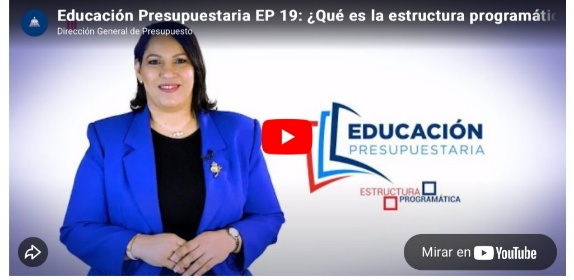 Educación Presupuestaria EP 19: ¿Qué es la estructura programátic
Dirección General de Presupuesto
EDUCACIÓN
PRESUPUESTARIA
ESTRUCTURA
PROGRAMÁTICA
Mirar en YouTube